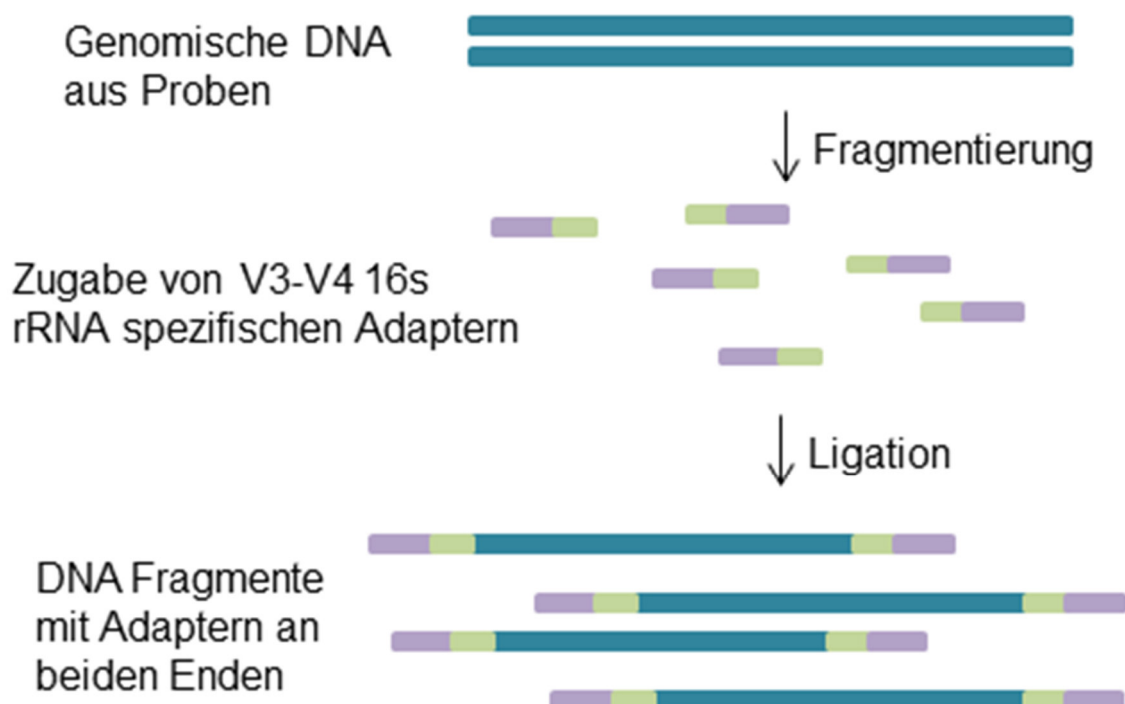 Genomische DNA
aus Proben
Fragmentierung
Zugabe von V3-V4 16s
rRNA spezifischen Adaptern
Ligation
DNA Fragmente
mit Adaptern an
beiden Enden